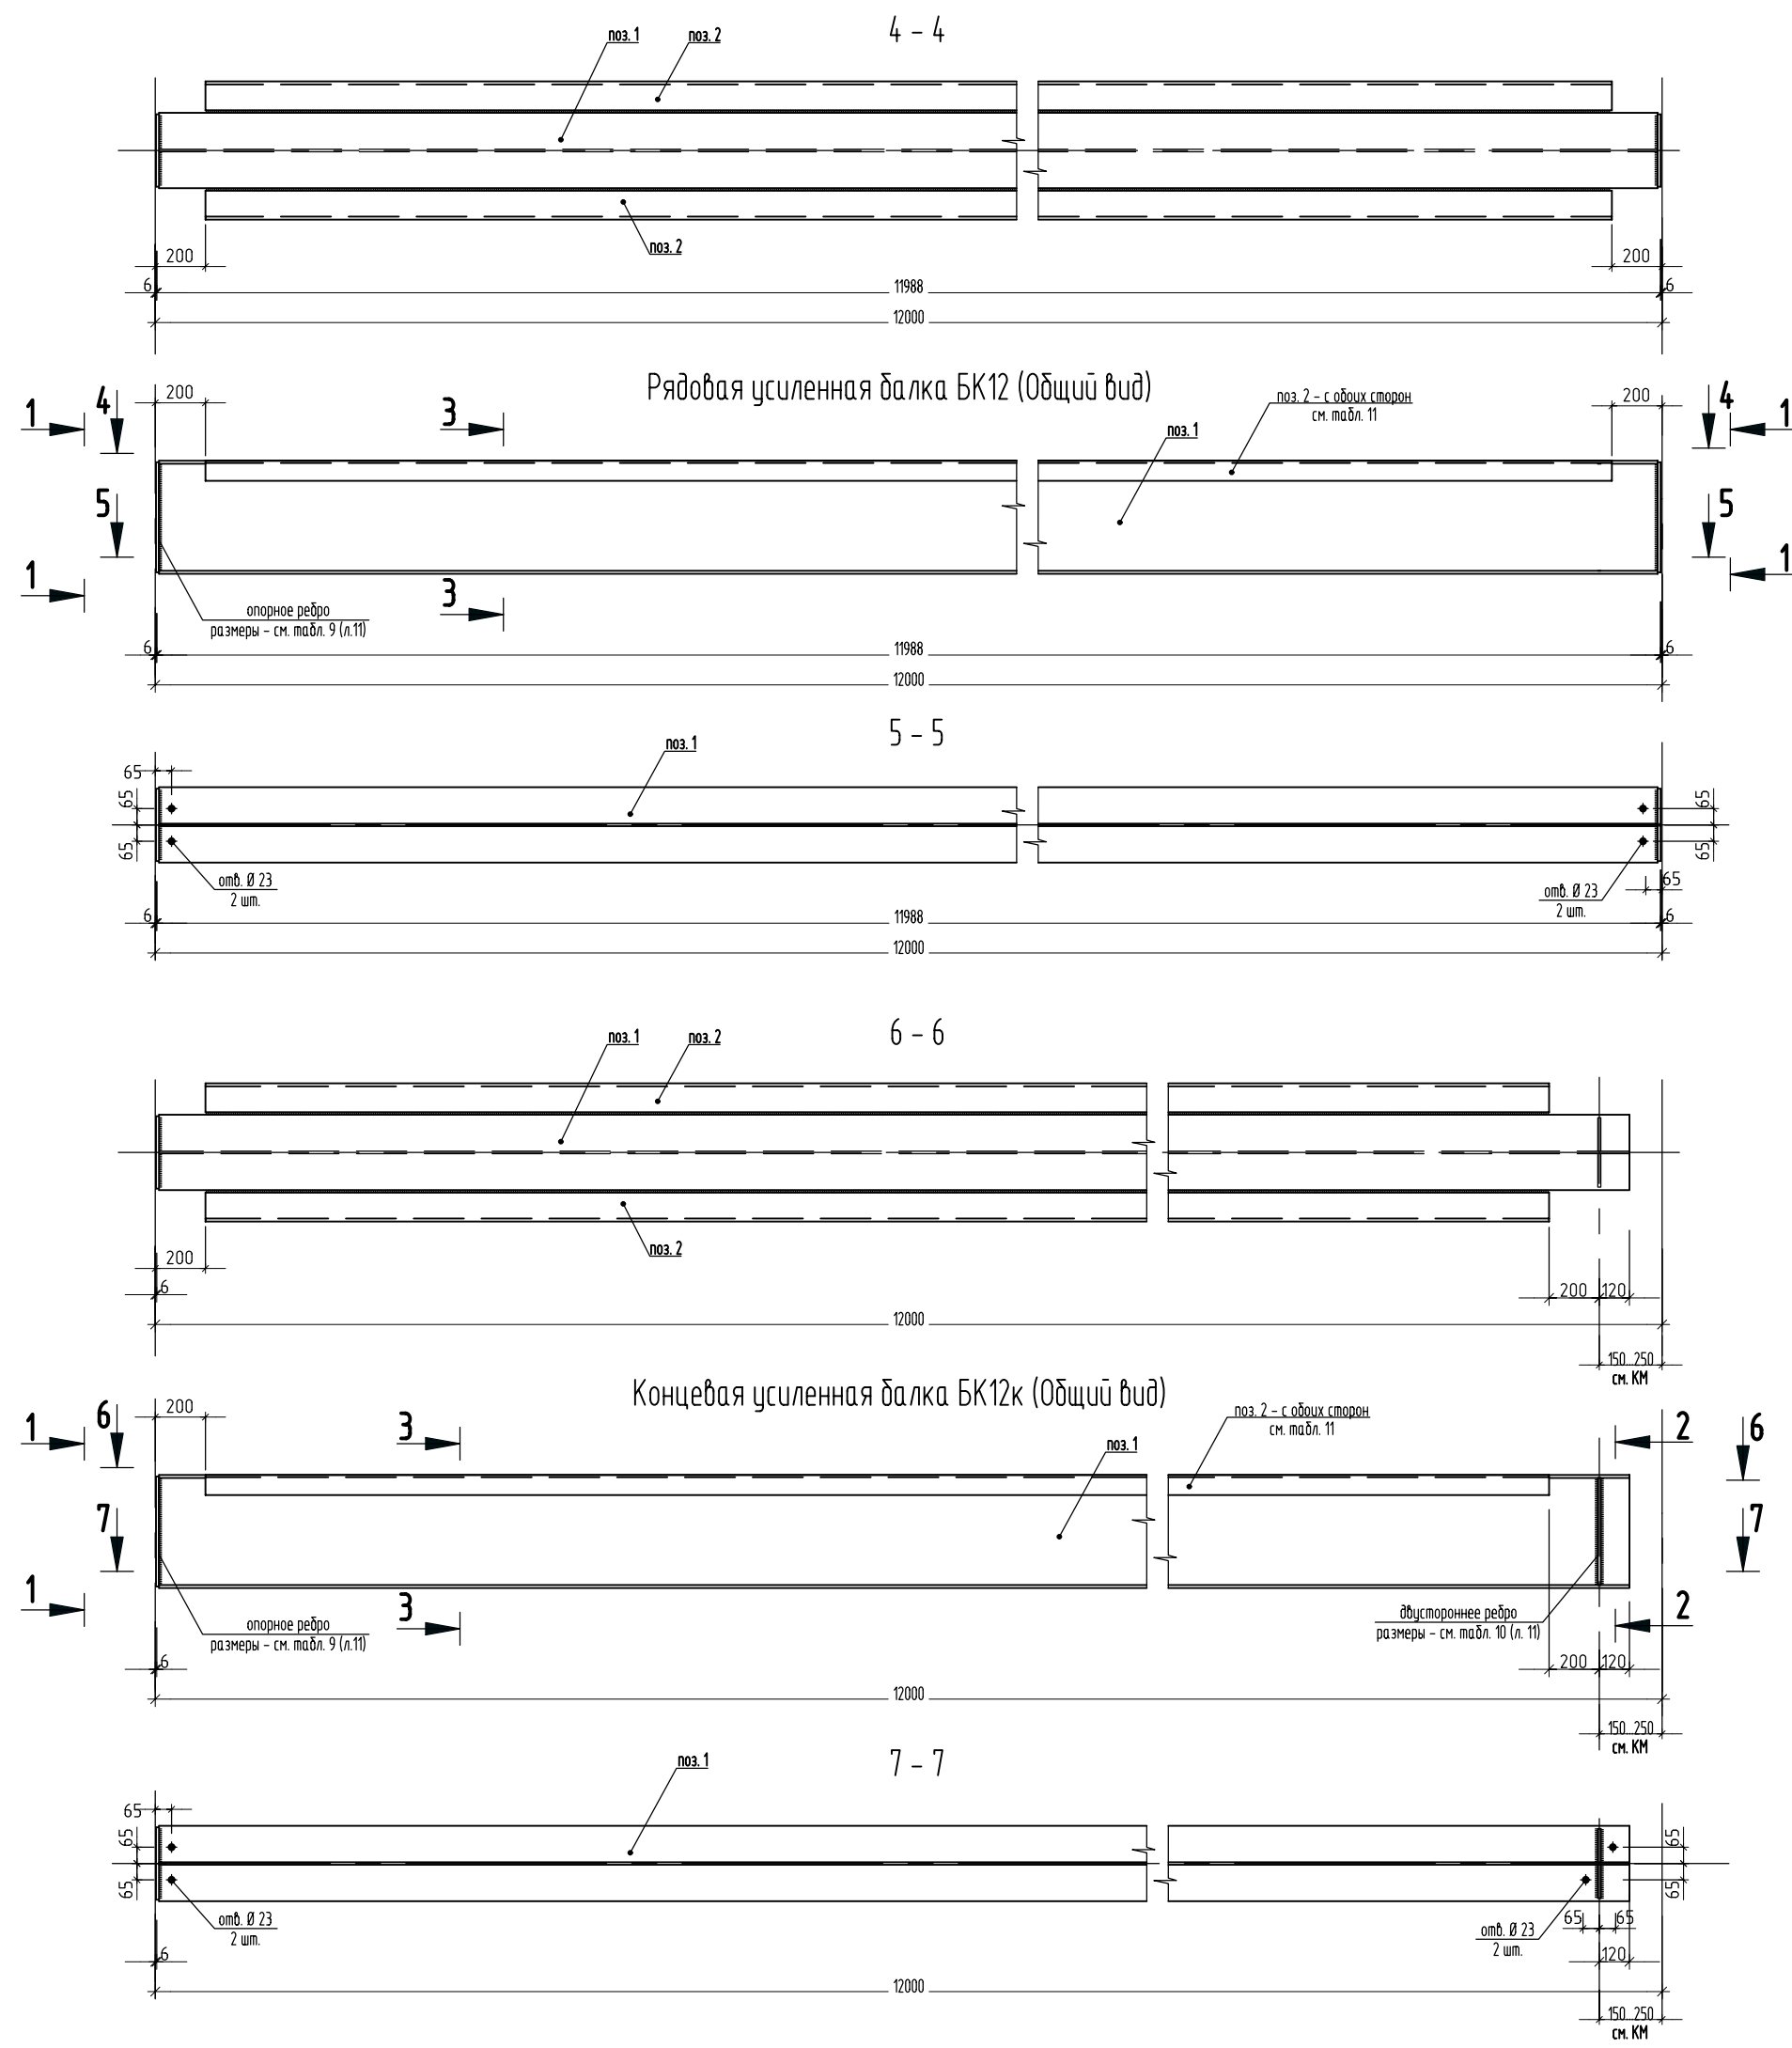 4 – 4
поз. 1
поз. 2
поз. 2
200
200
6
11988
6
12000
Рядовая усиленная балка БК12 (Общий вид)
200
поз. 2 – с обоих сторон
см. табл. 11
200
1
4
3
поз. 1
4
1
5
5
1
3
1
опорное ребро
размеры – см. табл. 9 (л.11)
6
11988
6
12000
5 – 5
поз. 1
65
65
65
65
65
отв. Ø 23
2 шт.
отв. Ø 23
2 шт.
65
6
11988
6
12000
6 – 6
поз. 1
поз. 2
поз. 2
200
6
200
120
12000
150...250
см. КМ
Концевая усиленная балка БК12к (Общий вид)
200
поз. 2 – с обоих сторон
см. табл. 11
1
6
3
поз. 1
2
6
7
7
1
3
2
опорное ребро
размеры – см. табл. 9 (л.11)
двустороннее ребро
размеры – см. табл. 10 (л. 11)
6
200
120
12000
150...250
см. КМ
7 – 7
поз. 1
65
65
65
65
65
отв. Ø 23
2 шт.
65
65
отв. Ø 23
2 шт.
6
120
12000
150...250
см. КМ